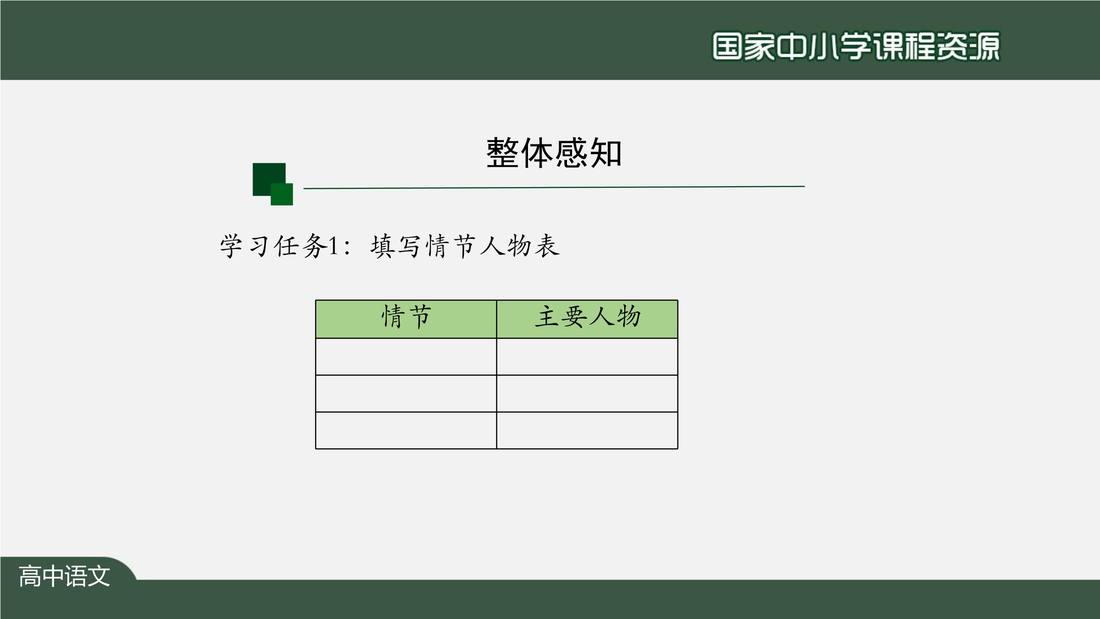 国家中小学课程资源
整体感知
学习任务1：填写情节人物表
情节 主要人物
高中语文